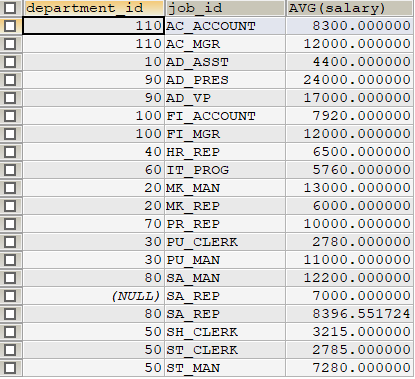 department_id job_id AVG(salary)
110 AC_ACCOUNT 8300.000000
110 AC_MGR 12000.000000
10 AD_ASST 4400.000000
90 AD_PRES 24000.000000
90 AD_VP 17000.000000
100 FI_ACCOUNT 7920.000000
100 FI_MGR 12000.000000
40 HR_REP 6500.000000
60 IT_PROG 5760.000000
20 MK_MAN 13000.000000
20 MK_REP 6000.000000
70 PR_REP 10000.000000
30 PU_CLERK 2780.000000
30 PU_MAN 11000.000000
80 SA_MAN 12200.000000
(NULL) SA_REP 7000.000000
80 SA_REP 8396.551724
50 SH_CLERK 3215.000000
50 ST_CLERK 2785.000000
50 ST_MAN 7280.000000